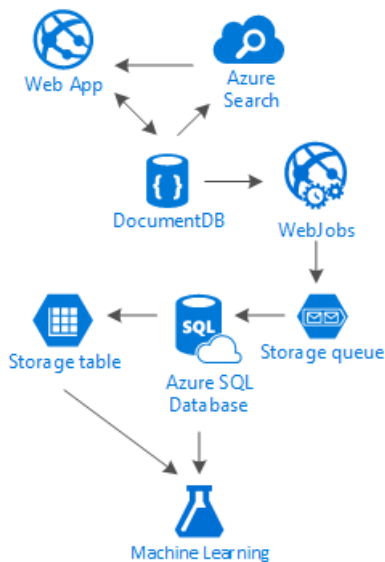 Web App
Azure
Search
{ }
DocumentDB
WebJobs
SQL
Storage table
Azure SQL
Database
Storage queue
Machine Learning